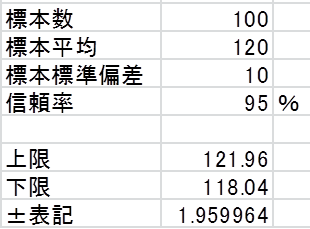 標本数 100
標本平均 120
標本標準偏差 10
信頼率 95 %
上限 121.96
下限 118.04
±表記 1.959964